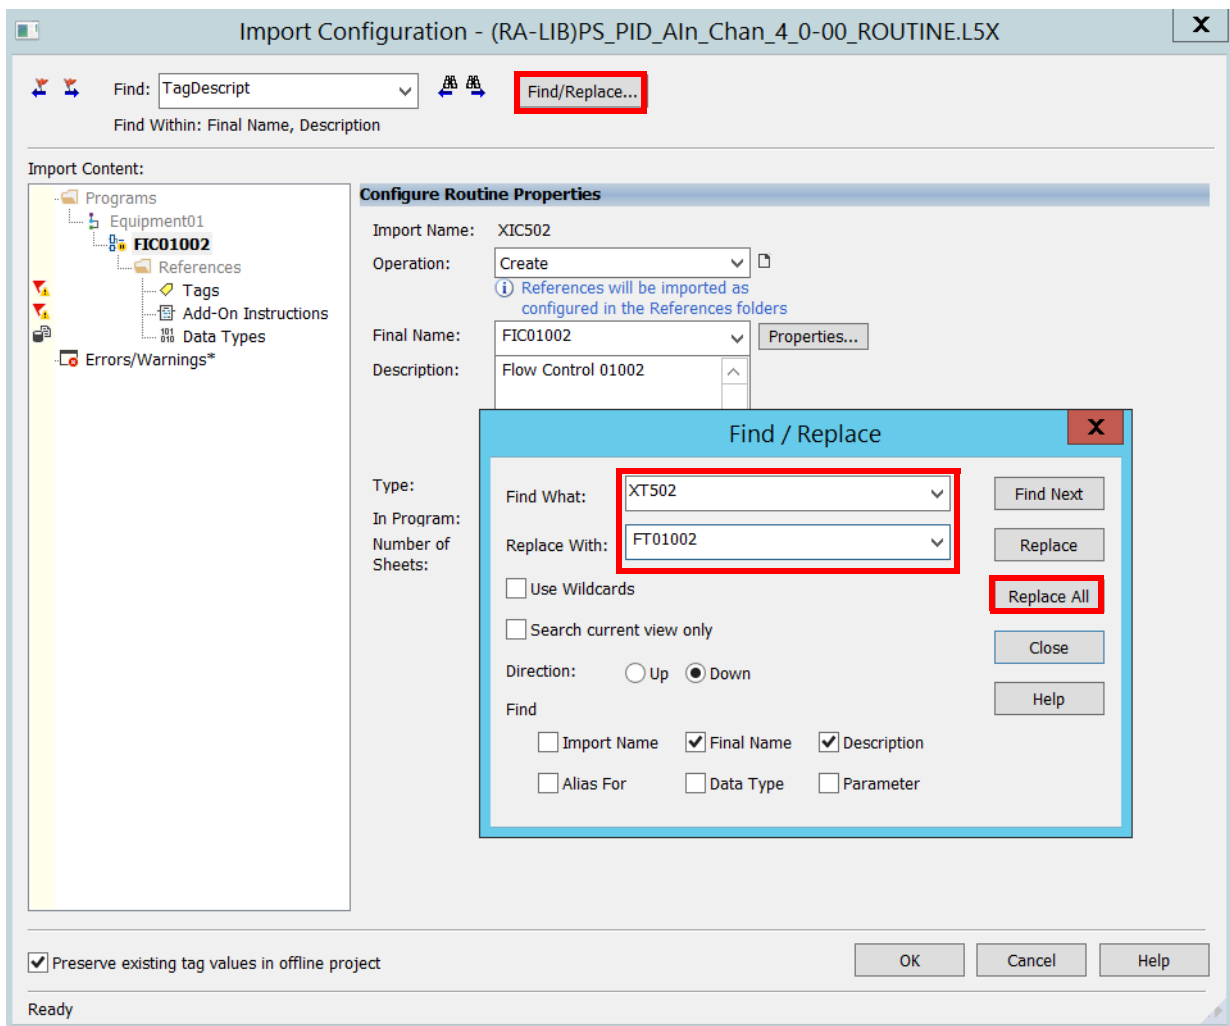 Import Configuration - (RA-LIB)PS_PID_AIn_Chan_4_0-00_ROUTINE.L5X
X
Find: TagDescript
Find/Replace...
Find Within: Final Name, Description
Import Content:
Programs
Equipment01
FIC01002
References
Tags
Add-On Instructions
Data Types
Errors/Warnings*
Configure Routine Properties
Import Name: XIC502
Operation: Create
References will be imported as
configured in the References folders
Final Name: FIC01002 Properties...
Description: Flow Control 01002
Type:
In Program:
Number of
Sheets:
Find / Replace
X
Find What: XT502 Find Next
Replace With: FT01002 Replace
Use Wildcards Replace All
Search current view only
Close
Direction: Up Down
Help
Find
Import Name Final Name Description
Alias For Data Type Parameter
Preserve existing tag values in offline project
OK Cancel Help
Ready